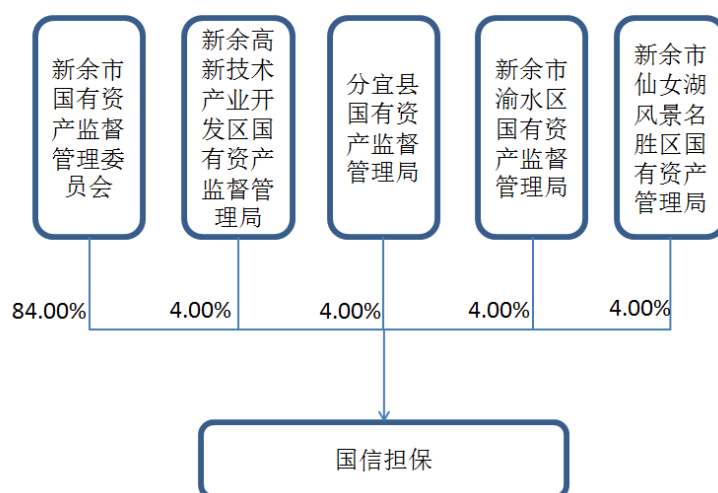 新余市
国有资
产监督
管理委
员会
新余高
新技术
产业开
发区国
有资产
监督管
理局
分宜县
国有资
产监督
管理局
新余市
渝水区
国有资
产监督
管理局
新余市
仙女湖
风景名
胜区国
有资产
管理局
84.00%
4.00%
4.00%
4.00%
4.00%
国信担保